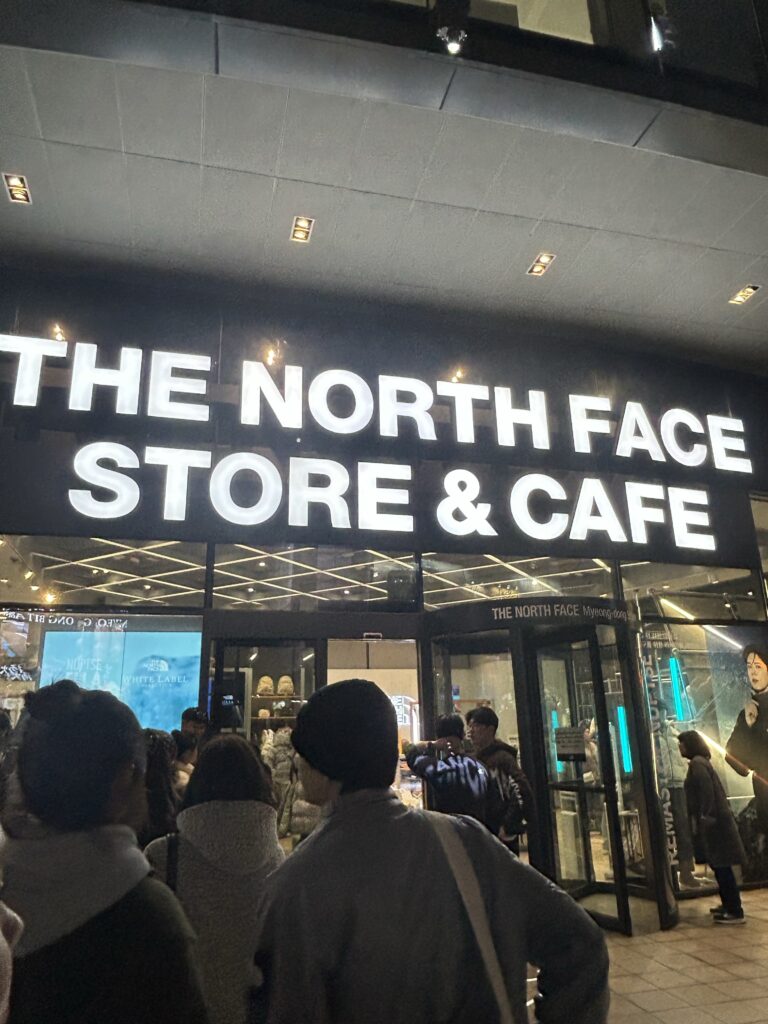 THE NORTH FACE
STORE & CAFE
THE NORTH FACE Myeong-dong
WHITE LABEL